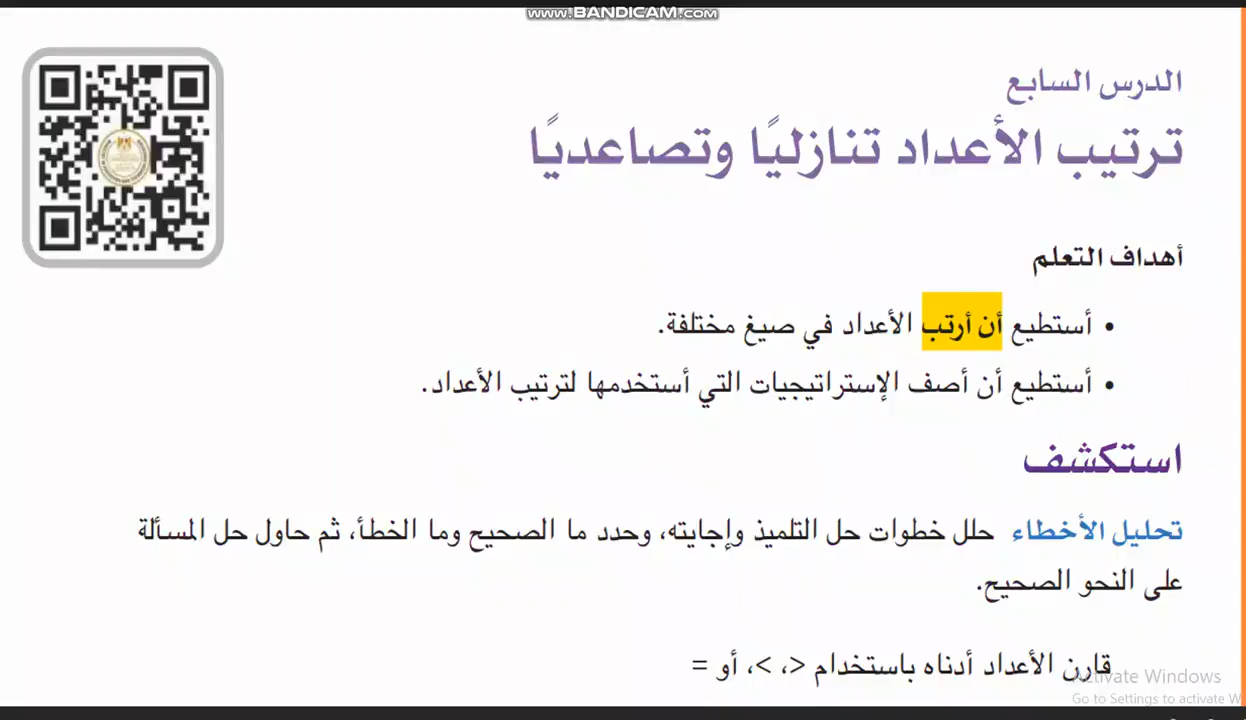 www.BANDICAM.com
الدرس السابع
ترتيب الأعداد تنازليًا وتصاعديًا
أهداف التعلم
• أستطيع أن أرتب الأعداد في صيغ مختلفة.
• أستطيع أن أصف الإستراتيجيات التي أستخدمها لترتيب الأعداد.
استكشف
تحليل الأخطاء حلل خطوات حل التلميذ وإجابته، وحدد ما الصحيح وما الخطأ، ثم حاول حل المسألة
على النحو الصحيح.
قارن الأعداد أدناه باستخدام <، >، أو =
Activate Windows
Go to Settings to activate W